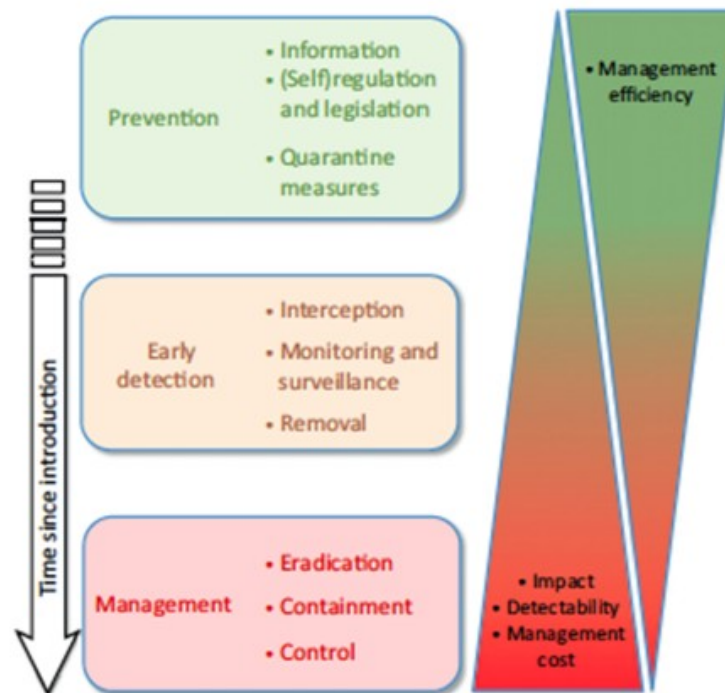 Prevention
• Information
• (Self)regulation
and legislation
• Quarantine
measures
Early
detection
• Interception
• Monitoring and
surveillance
• Removal
Management
• Eradication
• Containment
• Control
Time since introduction
• Management
efficiency
• Impact
• Detectability
• Management
cost